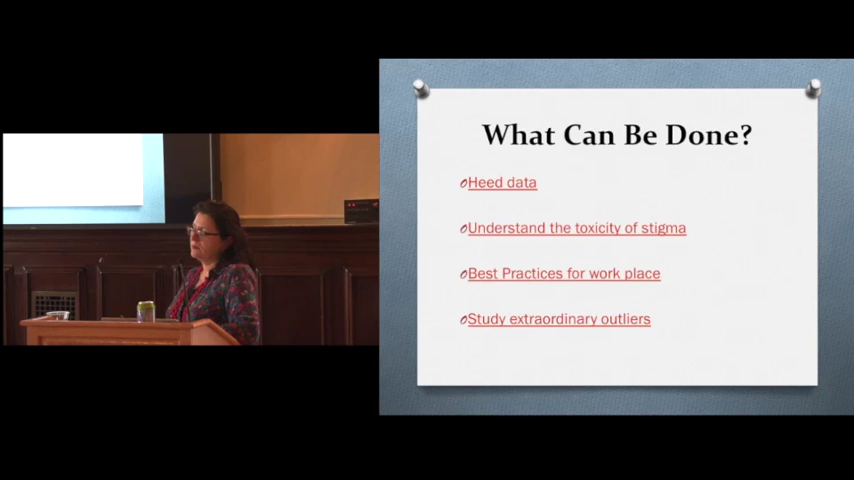 What Can Be Done?
Heed data
Understand the toxicity of stigma
Best Practices for work place
Study extraordinary outliers